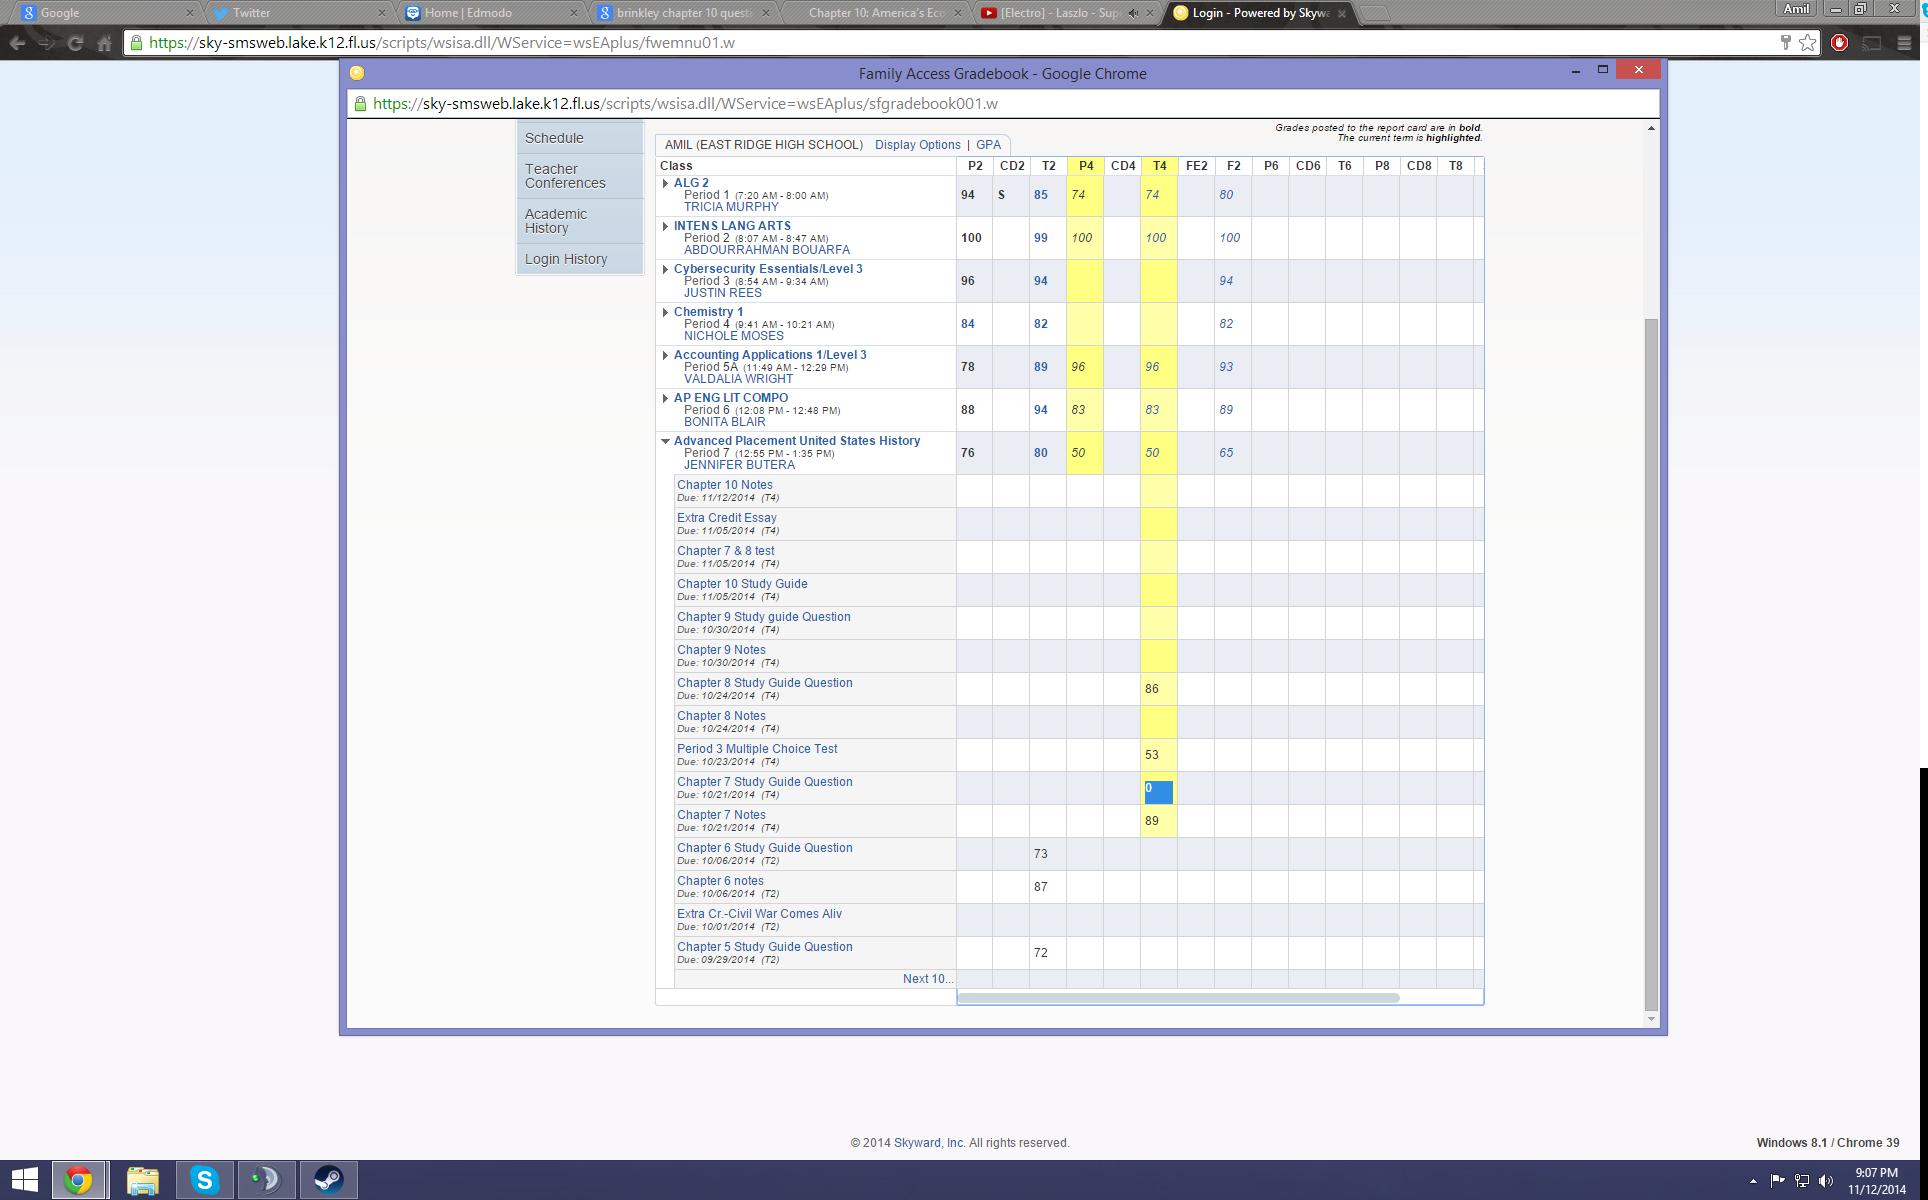 Google
Twitter
Home | Edmodo
brinkley chapter 10 questi
Chapter 10: America's Eco
[Electro] - Laszlo - Sup
Login - Powered by Skywa
Amil
https://sky-smsweb.lake.k12.fl.us/scripts/wsisa.dll/WService=wsEAplus/fwemnu01.w
Family Access Gradebook - Google Chrome
https://sky-smsweb.lake.k12.fl.us/scripts/wsisa.dll/WService=wsEAplus/sfgradebook001.w
Schedule
Teacher
Conferences
Academic
History
Login History
Grades posted to the report card are in bold.
The current term is highlighted.
AMIL (EAST RIDGE HIGH SCHOOL) Display Options | GPA
Class P2 CD2 T2 P4 CD4 T4 FE2 F2 P6 CD6 T6 P8 CD8 T8
ALG 2
Period 1 (7:20 AM - 8:00 AM) 94 S 85 74 74 80
TRICIA MURPHY
INTENS LANG ARTS
Period 2 (8:07 AM - 8:47 AM) 100 99 100 100 100
ABDOURRAHMAN BOUARFA
Cybersecurity Essentials/Level 3
Period 3 (8:54 AM - 9:34 AM) 96 94 94
JUSTIN REES
Chemistry 1
Period 4 (9:41 AM - 10:21 AM) 84 82 82
NICHOLE MOSES
Accounting Applications 1/Level 3
Period 5A (11:49 AM - 12:29 PM) 78 89 96 96 93
VALDALIA WRIGHT
AP ENG LIT COMPO
Period 6 (12:08 PM - 12:48 PM) 88 94 83 83 89
BONITA BLAIR
Advanced Placement United States History
Period 7 (12:55 PM - 1:35 PM) 76 80 50 50 65
JENNIFER BUTERA
Chapter 10 Notes
Due: 11/12/2014 (T4)
Extra Credit Essay
Due: 11/05/2014 (T4)
Chapter 7 & 8 test
Due: 11/05/2014 (T4)
Chapter 10 Study Guide
Due: 11/05/2014 (T4)
Chapter 9 Study guide Question
Due: 10/30/2014 (T4)
Chapter 9 Notes
Due: 10/30/2014 (T4)
Chapter 8 Study Guide Question 86
Due: 10/24/2014 (T4)
Chapter 8 Notes
Due: 10/24/2014 (T4)
Period 3 Multiple Choice Test 53
Due: 10/23/2014 (T4)
Chapter 7 Study Guide Question 0
Due: 10/21/2014 (T4)
Chapter 7 Notes 89
Due: 10/21/2014 (T4)
Chapter 6 Study Guide Question 73
Due: 10/06/2014 (T2)
Chapter 6 notes 87
Due: 10/06/2014 (T2)
Extra Cr.-Civil War Comes Aliv
Due: 10/01/2014 (T2)
Chapter 5 Study Guide Question 72
Due: 09/29/2014 (T2)
Next 10...
© 2014 Skyward, Inc. All rights reserved.
Windows 8.1 / Chrome 39
9:07 PM
11/12/2014